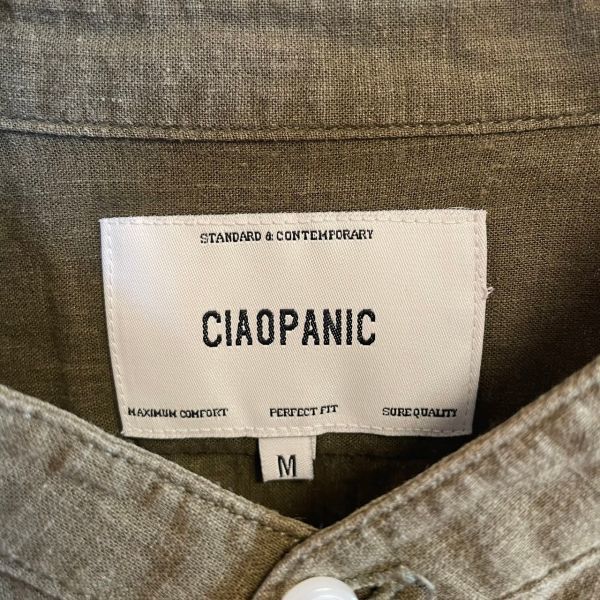 STANDARD & CONTEMPORARY
CIAOPANIC
MAXIMUM COMFORT PERFECT FIT SURE QUALITY
M